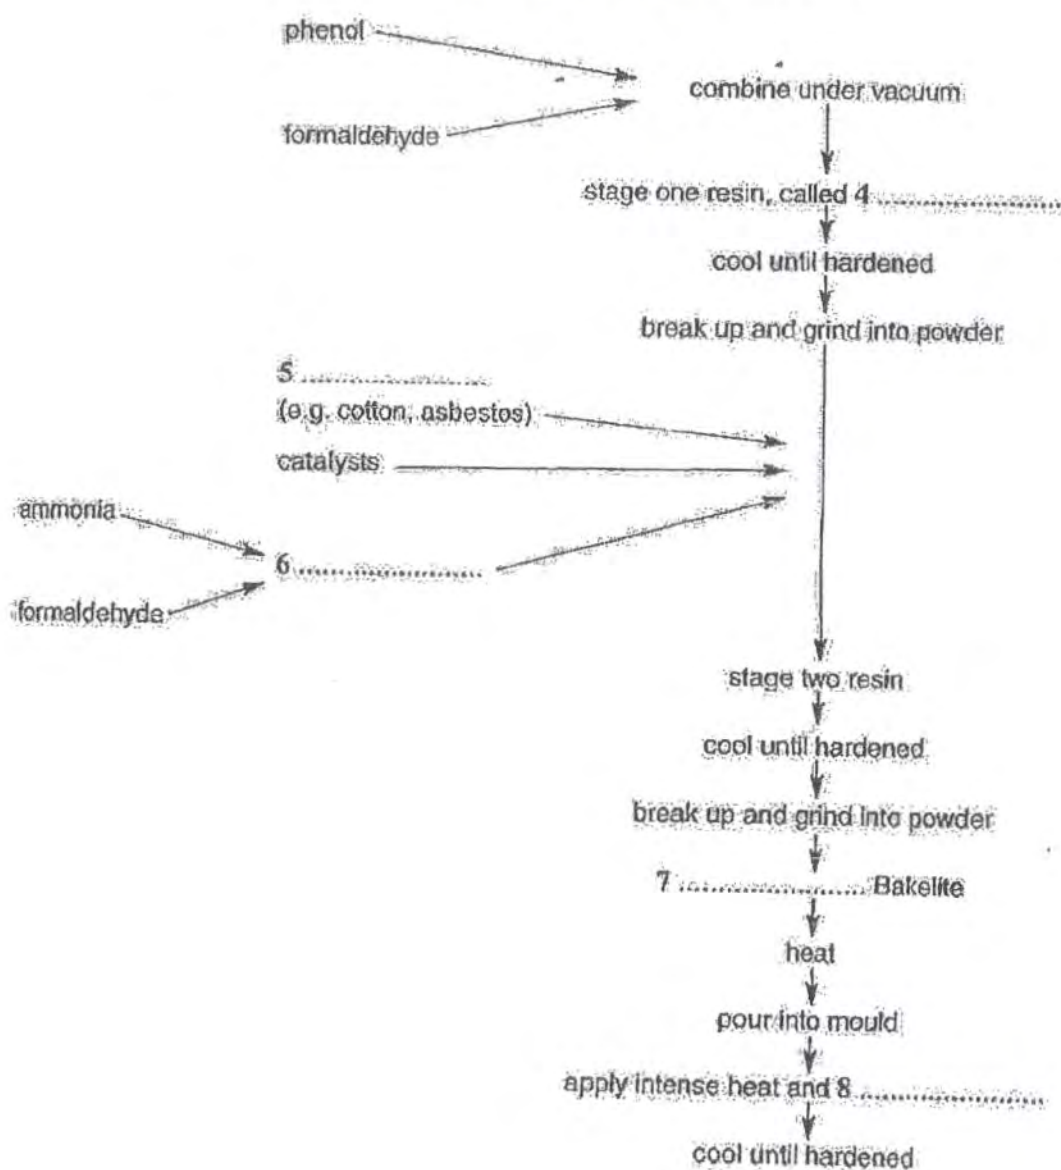 phenol
combine under vacuum
formaldehyde
stage one resin, called 4 ....................
cool until hardened
break up and grind into powder
5 ....................
(e.g. cotton, asbestos)
catalysts
ammonia
6 ....................
formaldehyde
stage two resin
cool until hardened
break up and grind into powder
7 .................... Bakelite
heat
pour into mould
apply intense heat and 8 ....................
cool until hardened